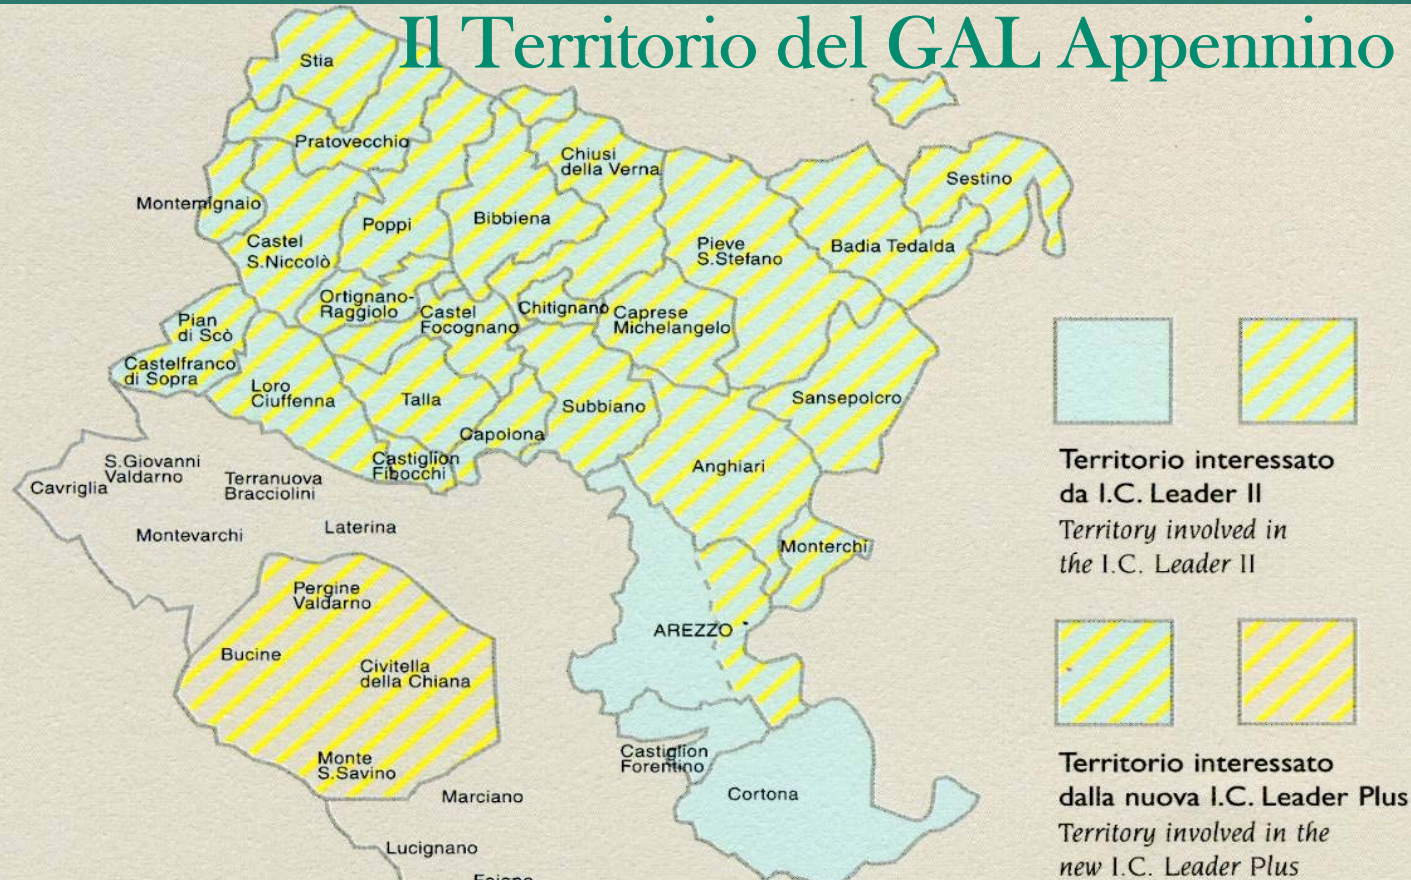 Il Territorio del GAL Appennino
Stia
Pratovecchio
Chiusi
della Verna
Sestino
Montemignaio
Poppi
Bibbiena
Castel
S.Niccolò
Pieve
S.Stefano
Badia Tedalda
Ortignano-
Raggiolo
Castel
Focognano
Chitignano
Caprese
Michelangelo
Pian
di Scò
Castelfranco
di Sopra
Loro
Ciuffenna
Talla
Subbiano
Sansepolcro
Capolona
Castiglion
Fibocchi
Anghiari
S.Giovanni
Valdarno
Cavriglia
Terranuova
Bracciolini
Montevarchi
Laterina
Monterchi
Pergine
Valdarno
AREZZO
Bucine
Civitella
della Chiana
Monte
S.Savino
Castiglion
Forentino
Cortona
Marciano
Lucignano
Territorio interessato
da I.C. Leader II
Territory involved in
the I.C. Leader II
Territorio interessato
dalla nuova I.C. Leader Plus
Territory involved in the
new I.C. Leader Plus